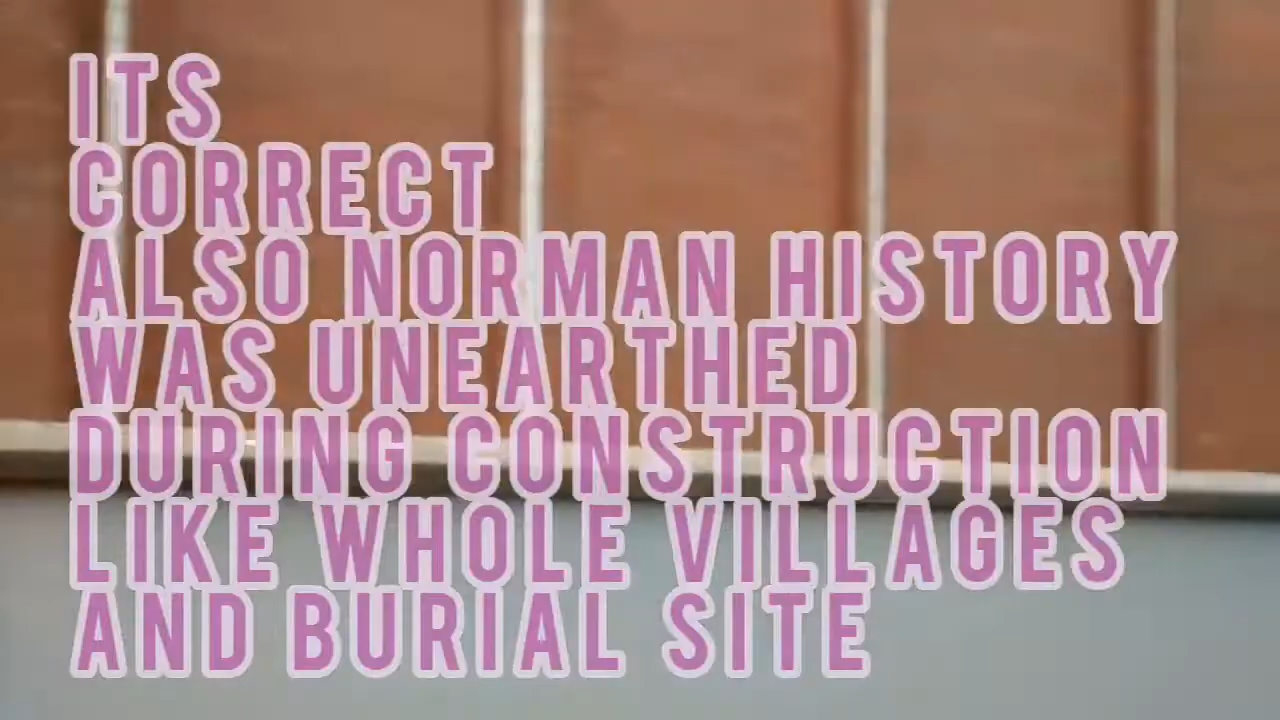 ITS
CORRECT
ALSO NORMAN HISTORY
WAS UNEARTHED
DURING CONSTRUCTION
LIKE WHOLE VILLAGES
AND BURIAL SITE